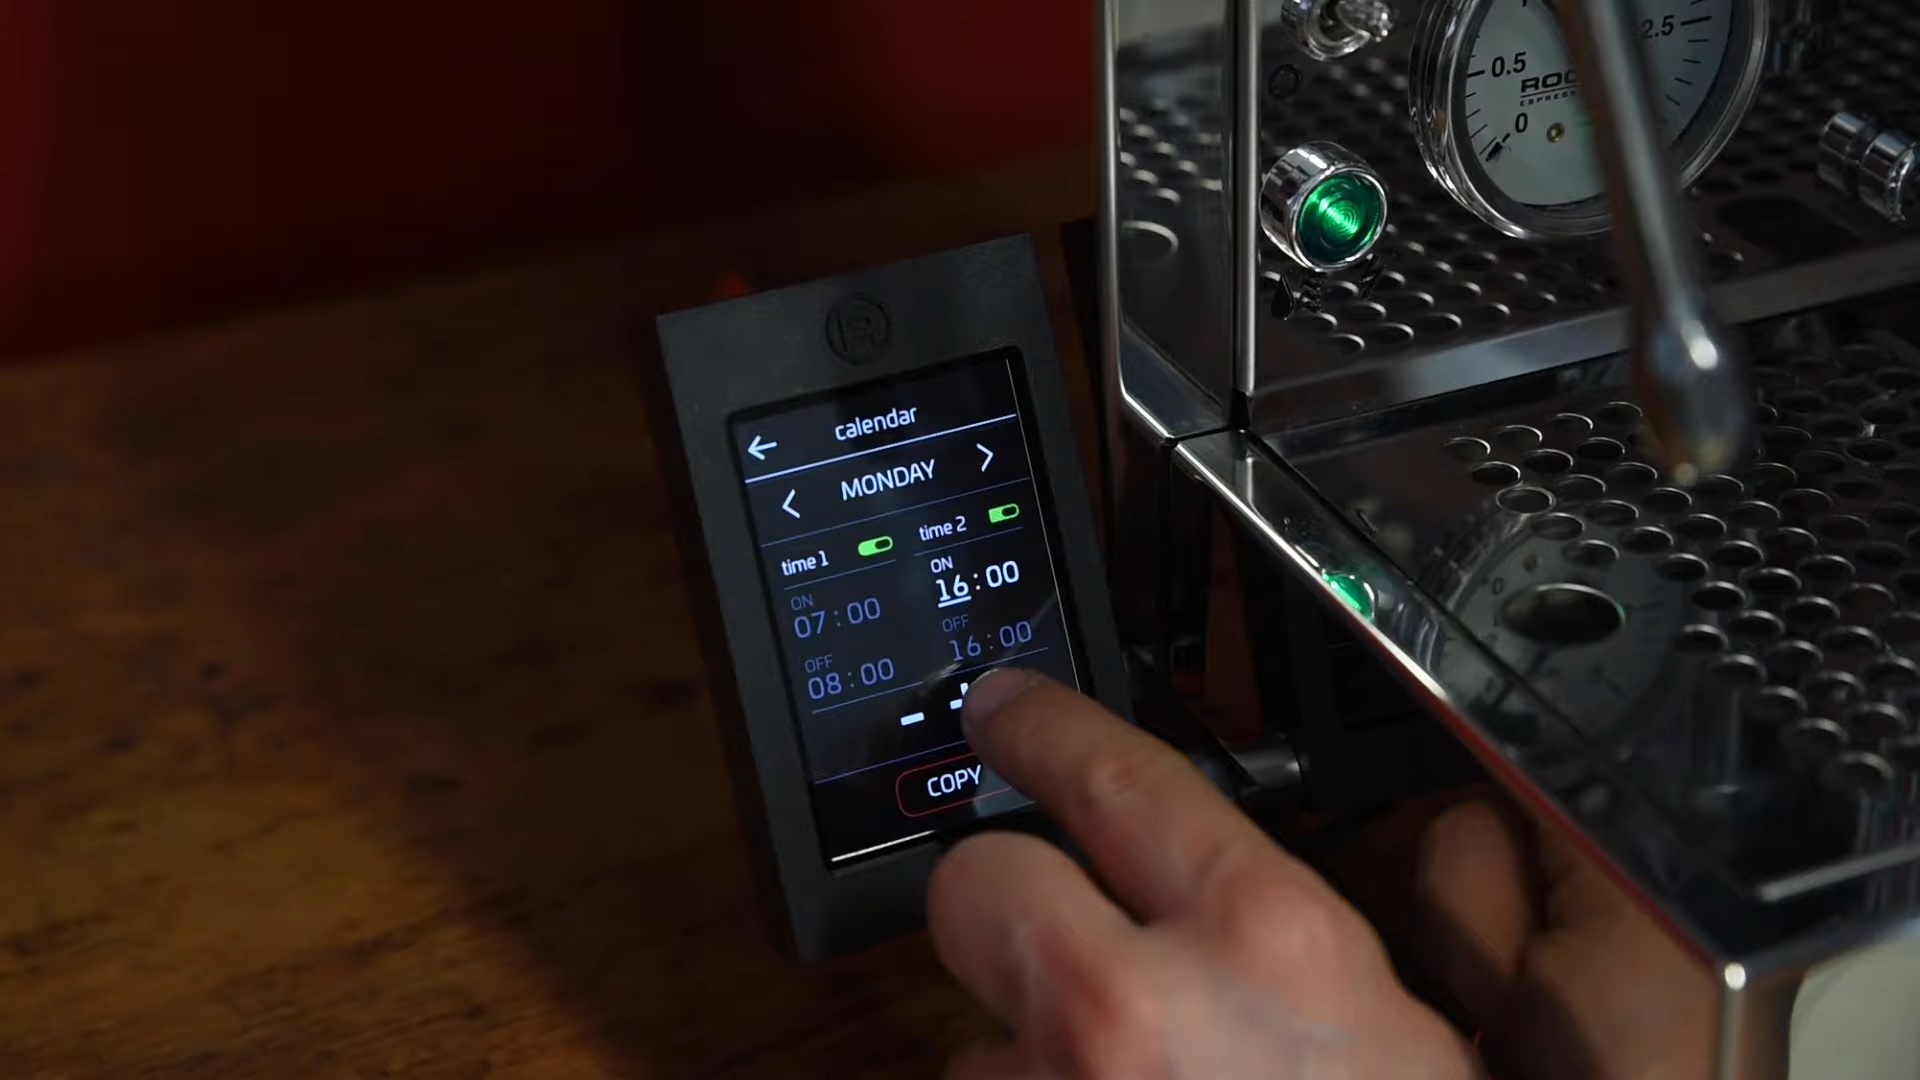 calendar
MONDAY
time 1
time 2
ON
07:00
OFF
08:00
ON
16:00
OFF
16:00
COPY
2.5
0.5
0